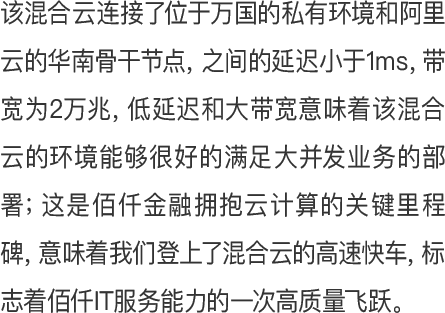 该混合云连接了位于万国的私有环境和阿里
云的华南骨干节点，之间的延迟小于1ms，带
宽为2万兆，低延迟和大带宽意味着该混合
云的环境能够很好的满足大并发业务的部
署；这是佰仟金融拥抱云计算的关键里程
碑，意味着我们登上了混合云的高速快车，标
志着佰仟IT服务能力的一次高质量飞跃。